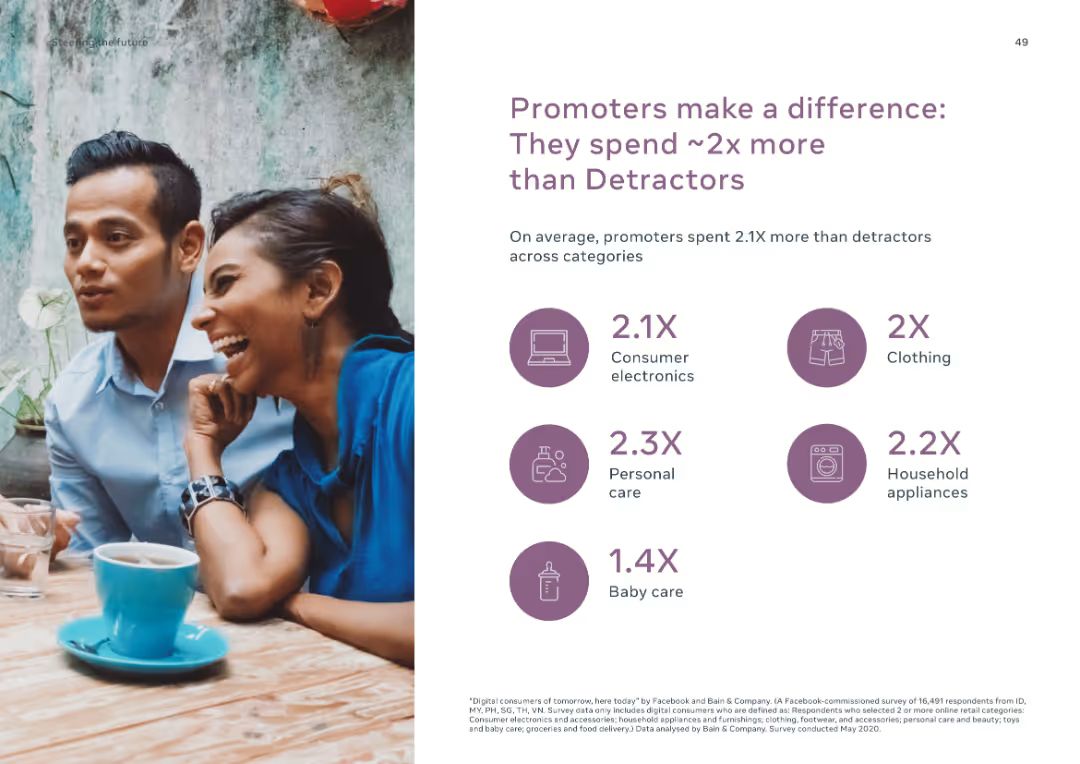 Steering the future
49
Promoters make a difference:
They spend ~2x more
than Detractors
On average, promoters spent 2.1X more than detractors
across categories
2.1X
Consumer
electronics
2X
Clothing
2.3X
Personal
care
2.2X
Household
appliances
1.4X
Baby care
"Digital consumers of tomorrow, here today" by Facebook and Bain & Company. (A Facebook-commissioned survey of 16,491 respondents from ID,
MY, PH, SG, TH, VN. Survey data only includes digital consumers who are defined as: Respondents who selected 2 or more online retail categories:
Consumer electronics and accessories; household appliances and furnishings; clothing, footwear, and accessories; personal care and beauty; toys
and baby care; groceries and food delivery.) Data analysed by Bain & Company. Survey conducted May 2020.